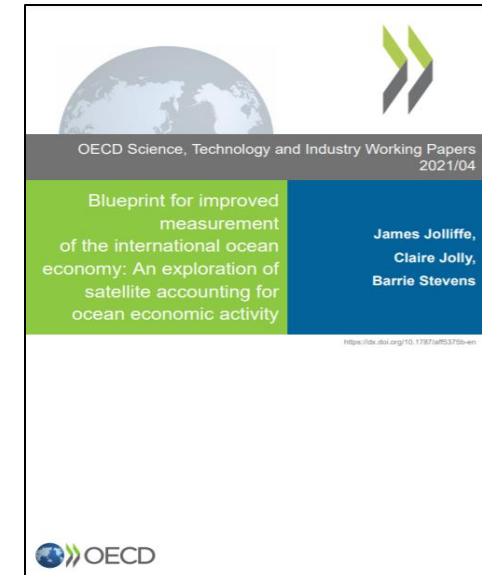 OECD Science, Technology and Industry Working Papers
2021/04
Blueprint for improved
measurement
of the international ocean
economy: An exploration of
satellite accounting for
ocean economic activity
James Jolliffe,
Claire Jolly,
Barrie Stevens
https://dx.doi.org/10.1787/aff5375b-en
OECD